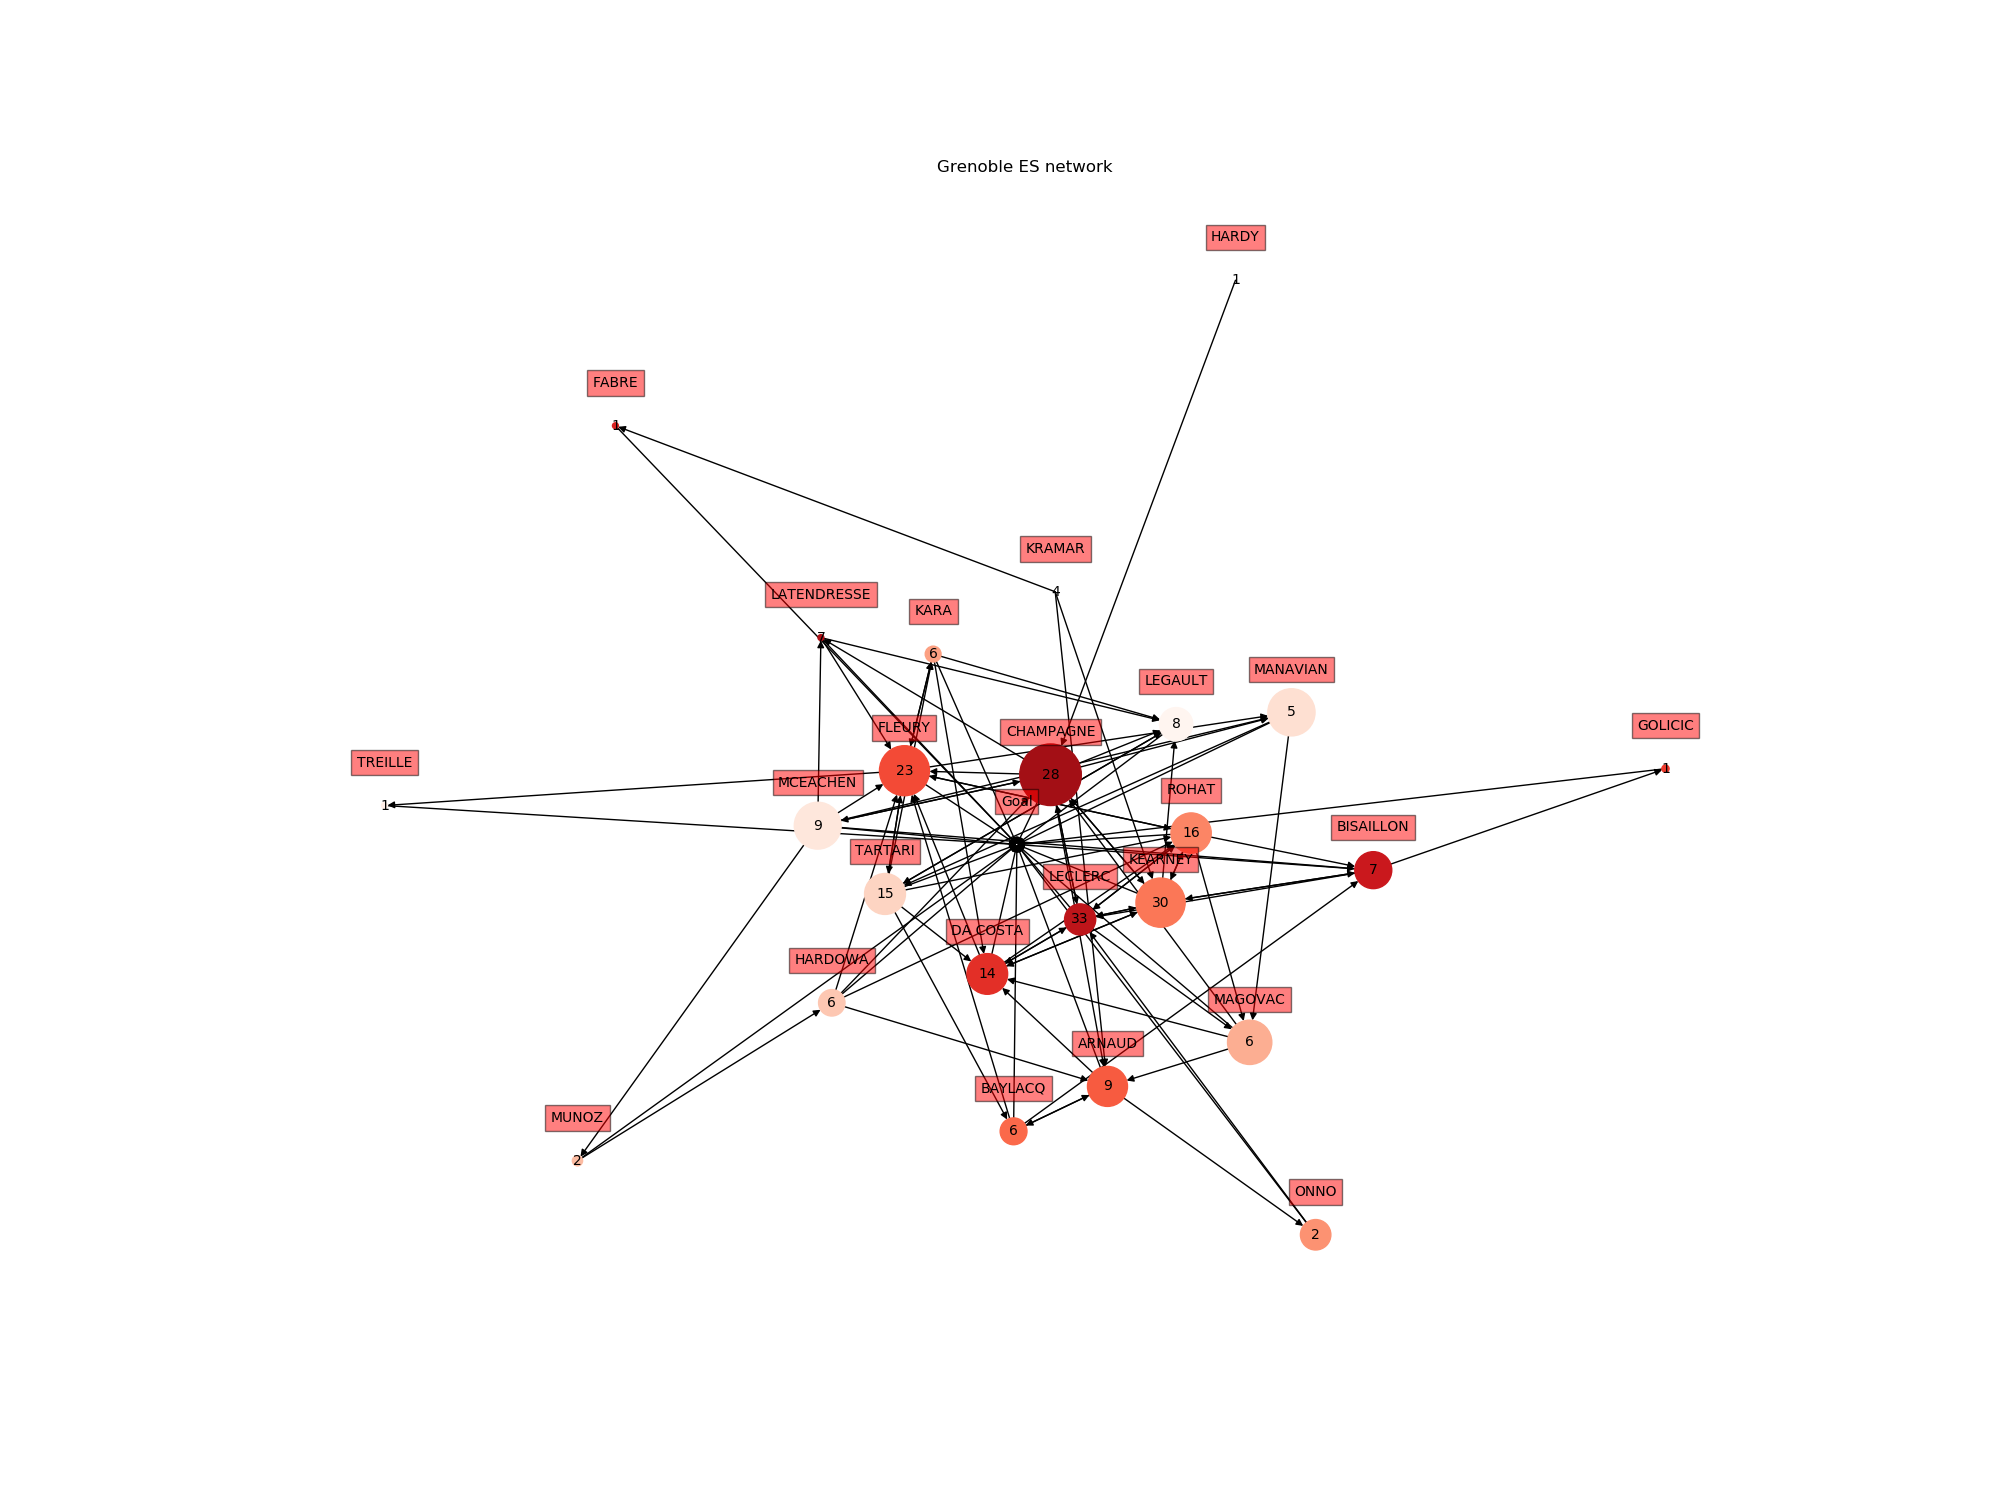 Grenoble ES network
HARDY
1
FABRE
1
KRAMAR
4
LATENDRESSE
7
KARA
6
LEGAULT
8
MANAVIAN
5
GOLICIC
1
FLEURY
23
CHAMPAGNE
28
TREILLE
1
MCEACHEN
9
Goal
ROHAT
16
BISAILLON
7
TARTARI
15
KEARNEY
30
LECLERC
33
DA COSTA
14
HARDOWA
6
MAGOVAC
6
ARNAUD
9
BAYLACQ
6
MUNOZ
2
ONNO
2